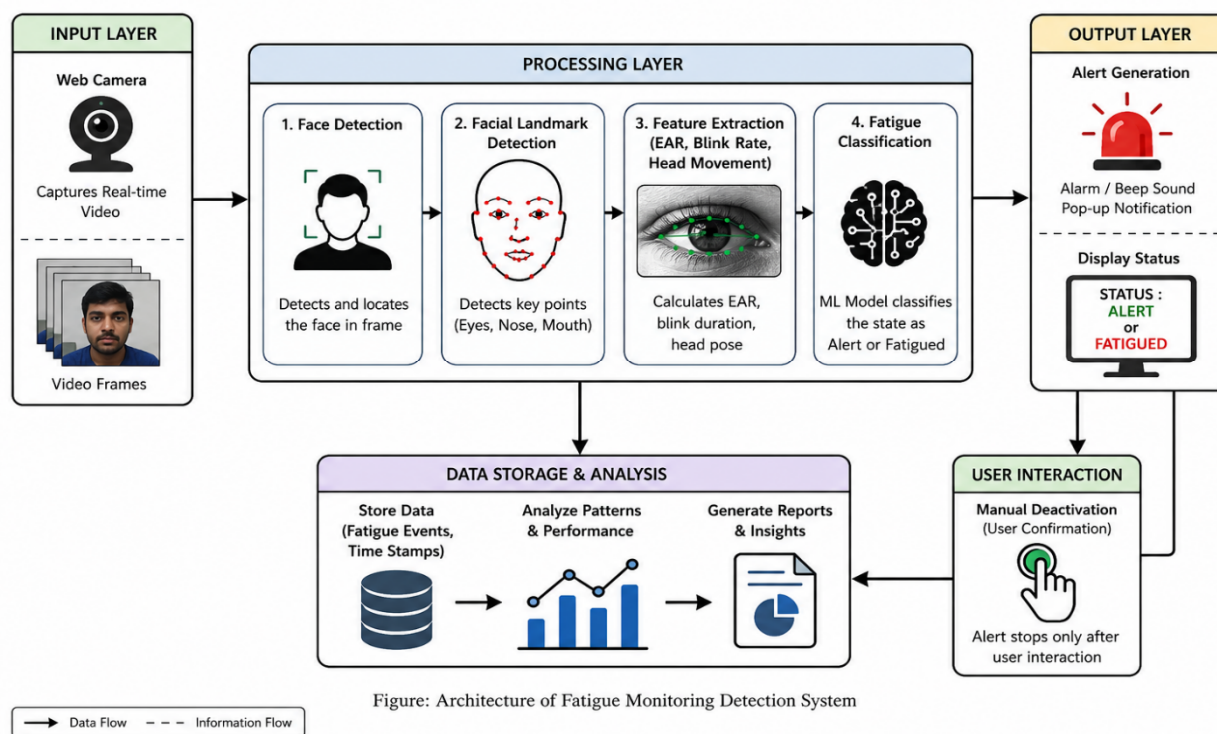 INPUT LAYER
Web Camera
Captures Real-time
Video
Video Frames
PROCESSING LAYER
1. Face Detection
Detects and locates
the face in frame
2. Facial Landmark
Detection
Detects key points
(Eyes, Nose, Mouth)
3. Feature Extraction
(EAR, Blink Rate,
Head Movement)
Calculates EAR,
blink duration,
head pose
4. Fatigue
Classification
ML Model classifies
the state as
Alert or Fatigued
OUTPUT LAYER
Alert Generation
Alarm / Beep Sound
Pop-up Notification
Display Status
STATUS :
ALERT
or
FATIGUED
DATA STORAGE & ANALYSIS
Store Data
(Fatigue Events,
Time Stamps)
Analyze Patterns
& Performance
Generate Reports
& Insights
USER INTERACTION
Manual Deactivation
(User Confirmation)
Alert stops only after
user interaction
Figure: Architecture of Fatigue Monitoring Detection System
Data Flow
Information Flow